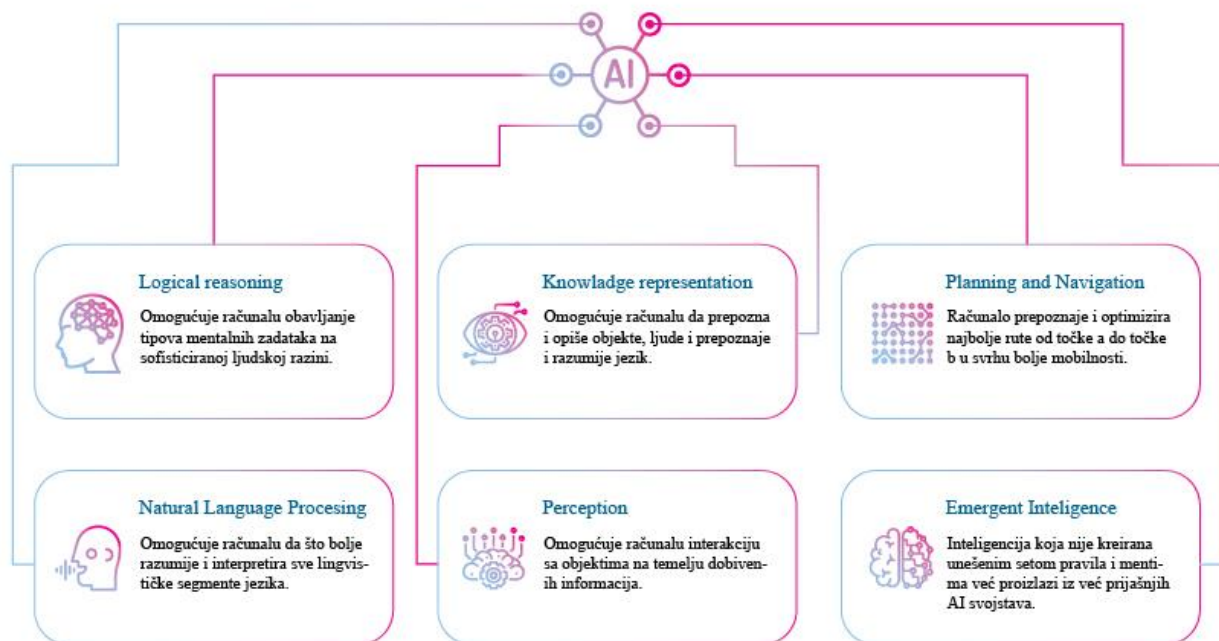 AI
Logical reasoning
Omogućuje računalu obavljanje
tipova mentalnih zadataka na
sofisticiranoj ljudskoj razini.
Knowladge representation
Omogućuje računalu da prepozna
i opiše objekte, ljude i prepoznaje
i razumije jezik.
Planning and Navigation
Računalo prepoznaje i optimizira
najbolje rute od točke a do točke
b u svrhu bolje mobilnosti.
Natural Language Procesing
Omogućuje računalu da što bolje
razumije i interpretira sve lingvis-
tičke segmente jezika.
Perception
Omogućuje računalu interakciju
sa objektima na temelju dobiven-
ih informacija.
Emergent Inteligence
Inteligencija koja nije kreirana
unešenim setom pravila i menti-
ma već proizlazi iz već prijašnjih
AI svojstava.